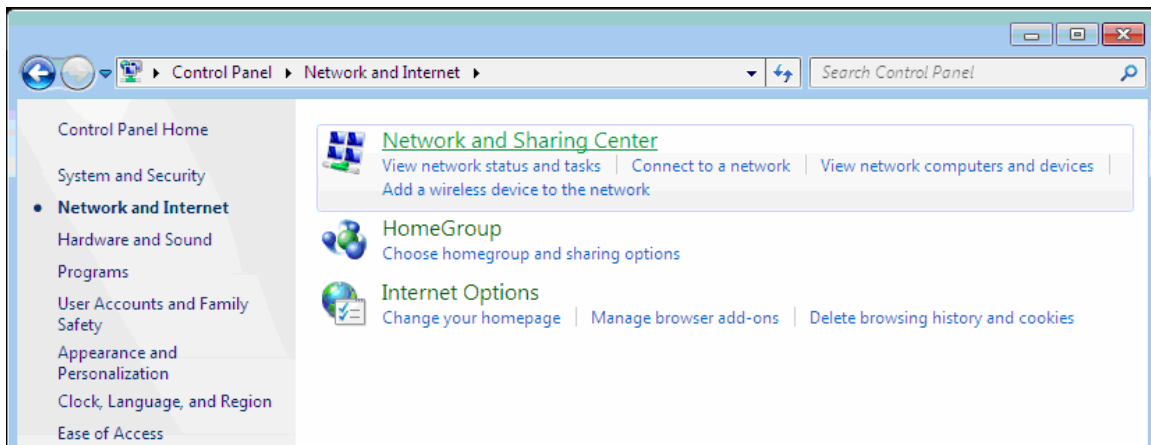 Control Panel Network and Internet
Search Control Panel
Control Panel Home
System and Security
Network and Internet
Hardware and Sound
Programs
User Accounts and Family
Safety
Appearance and
Personalization
Clock, Language, and Region
Ease of Access
Network and Sharing Center
View network status and tasks Connect to a network View network computers and devices
Add a wireless device to the network
HomeGroup
Choose homegroup and sharing options
Internet Options
Change your homepage Manage browser add-ons Delete browsing history and cookies